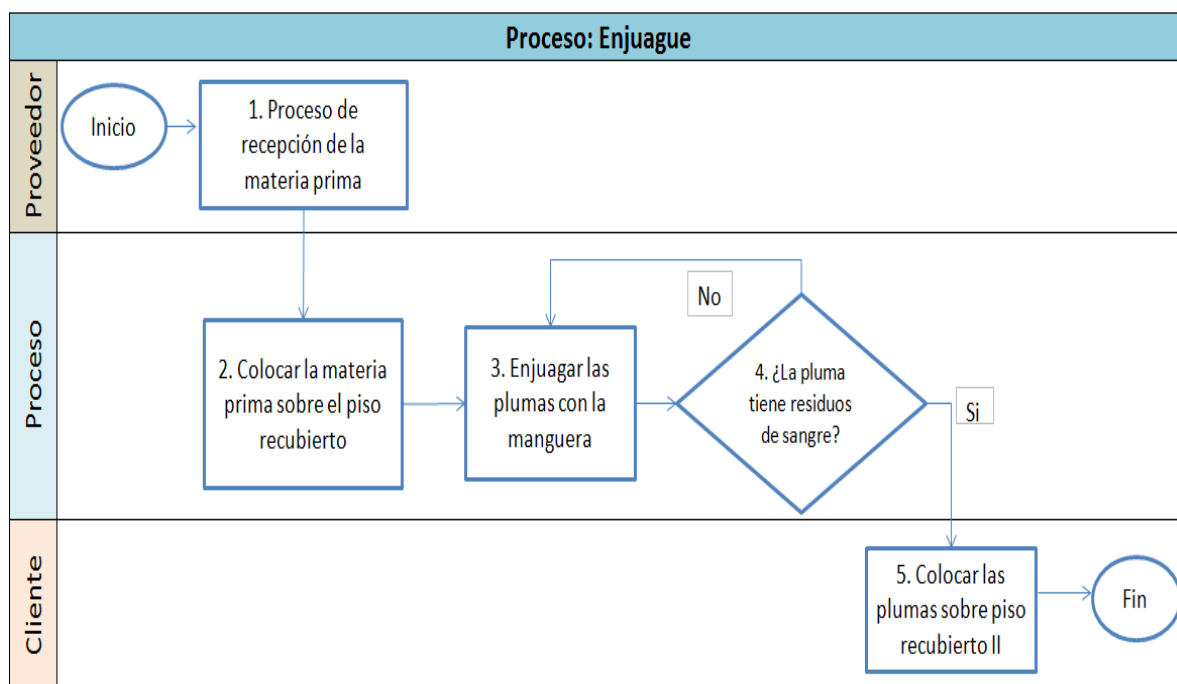 Proceso: Enjuague
Proveedor
Inicio
1. Proceso de
recepción de la
materia prima
Proceso
2. Colocar la materia
prima sobre el piso
recubierto
3. Enjuagar las
plumas con la
manguera
No
4. ¿La pluma
tiene residuos
de sangre?
Si
Cliente
5. Colocar las
plumas sobre piso
recubierto II
Fin